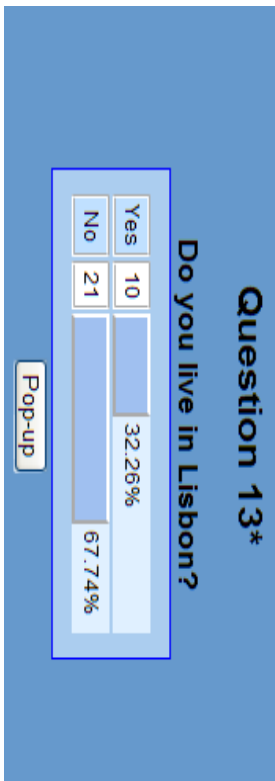 Question 13*
Do you live in Lisbon?
Yes 10 32.26%
No 21 67.74%
Pop-up